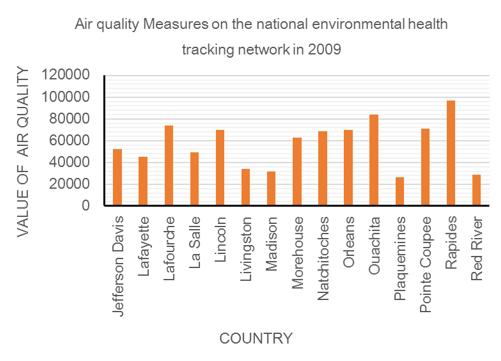 Air quality Measures on the national environmental health
tracking network in 2009
VALUE OF AIR QUALITY
120000
100000
80000
60000
40000
20000
0
Jefferson Davis
Lafayette
Lafourche
La Salle
Lincoln
Livingston
Madison
Morehouse
Natchitoches
Orleans
Ouachita
Plaquemines
Pointe Coupee
Rapides
Red River
COUNTRY